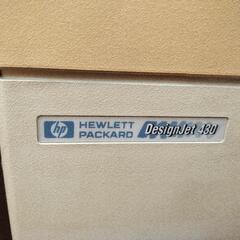 hp HEWLETT
PACKARD
DesignJet 430